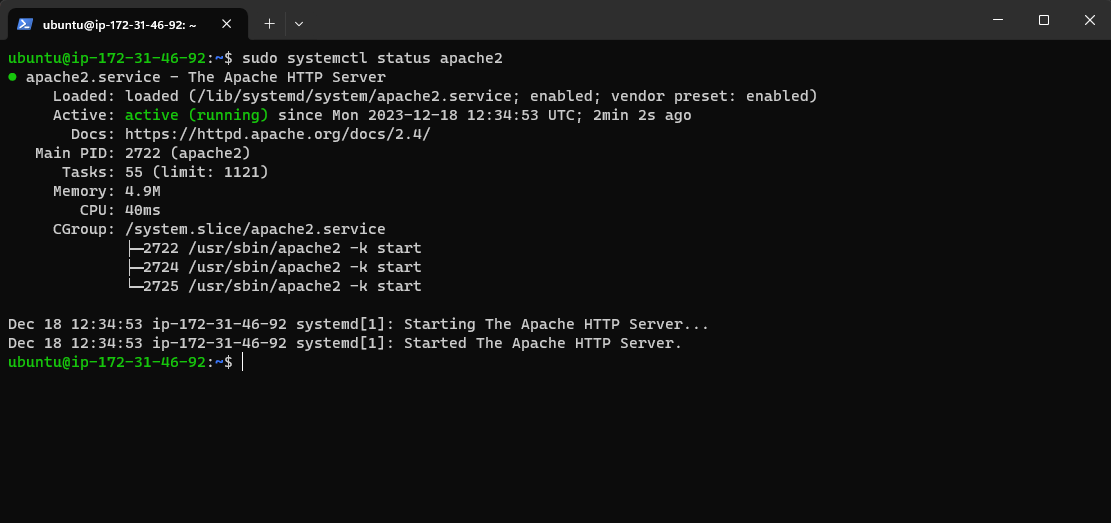 ubuntu@ip-172-31-46-92: ~
ubuntu@ip-172-31-46-92:~$ sudo systemctl status apache2
● apache2.service - The Apache HTTP Server
     Loaded: loaded (/lib/systemd/system/apache2.service; enabled; vendor preset: enabled)
     Active: active (running) since Mon 2023-12-18 12:34:53 UTC; 2min 2s ago
       Docs: https://httpd.apache.org/docs/2.4/
   Main PID: 2722 (apache2)
      Tasks: 55 (limit: 1121)
     Memory: 4.9M
        CPU: 40ms
     CGroup: /system.slice/apache2.service
             ├─2722 /usr/sbin/apache2 -k start
             ├─2724 /usr/sbin/apache2 -k start
             └─2725 /usr/sbin/apache2 -k start
Dec 18 12:34:53 ip-172-31-46-92 systemd[1]: Starting The Apache HTTP Server...
Dec 18 12:34:53 ip-172-31-46-92 systemd[1]: Started The Apache HTTP Server.
ubuntu@ip-172-31-46-92:~$